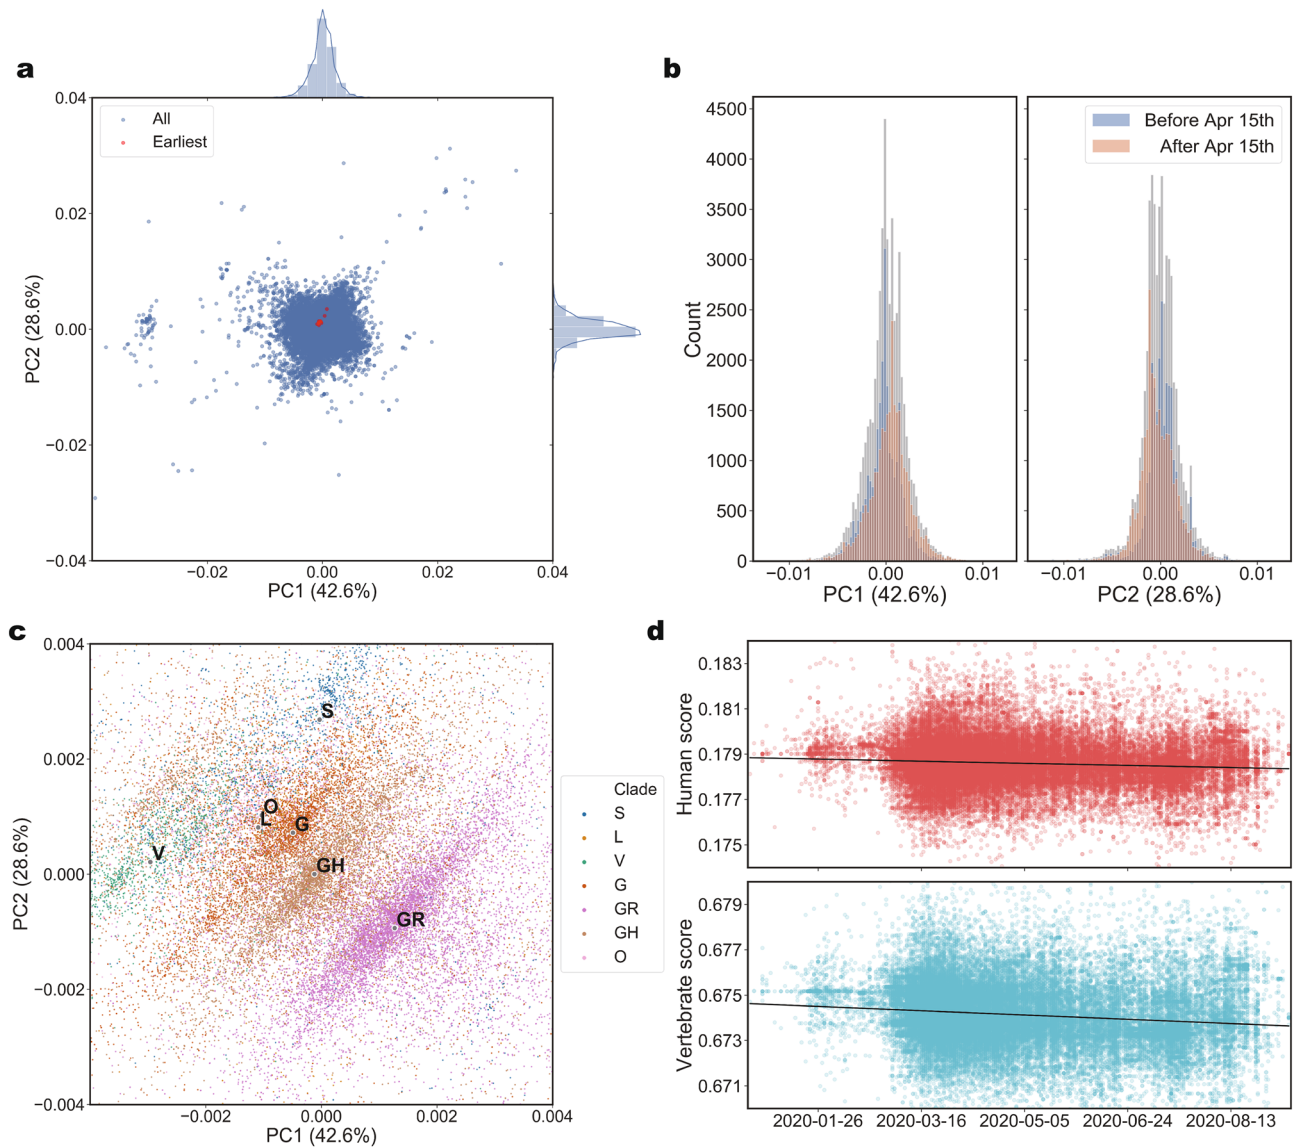 a
0.04
0.02
0.00
−0.02
−0.04
All
Earliest
PC2 (28.6%)
−0.02
0.00
0.02
0.04
PC1 (42.6%)
b
4500
4000
3500
3000
2500
2000
1500
1000
500
0
Count
−0.01
0.00
0.01
PC1 (42.6%)
Before Apr 15th
After Apr 15th
−0.01
0.00
0.01
PC2 (28.6%)
c
0.004
0.002
0.000
−0.002
−0.004
PC2 (28.6%)
S
O
L
G
V
GH
GR
−0.002
0.000
0.002
0.004
PC1 (42.6%)
Clade
S
L
V
G
GR
GH
O
d
0.183
0.181
0.179
0.177
0.175
Human score
0.679
0.677
0.675
0.673
0.671
Vertebrate score
2020-01-26
2020-03-16
2020-05-05
2020-06-24
2020-08-13